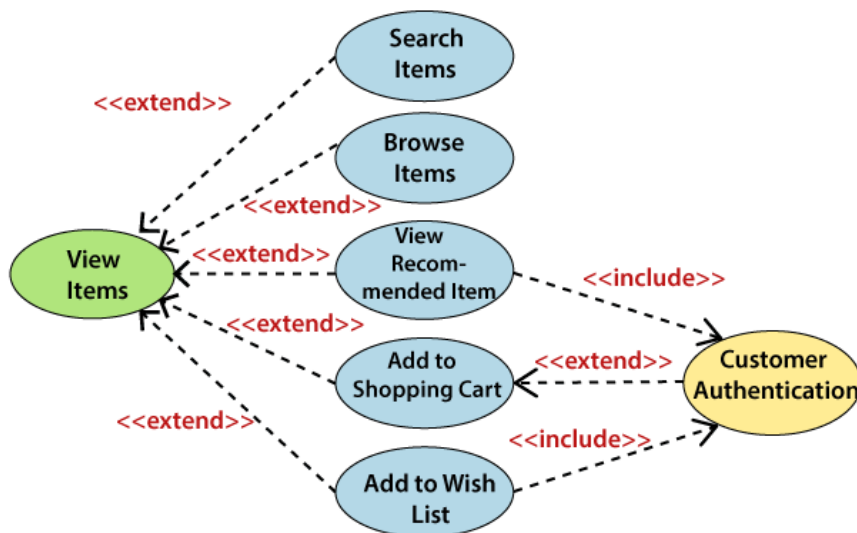 Search
Items
<<extend>>
Browse
Items
<<extend>>
View
Recom-
mended Item
<<extend>>
View
Items
<<include>>
<<extend>>
Add to
Shopping Cart
<<extend>>
Customer
Authentication
<<extend>>
<<include>>
Add to Wish
List